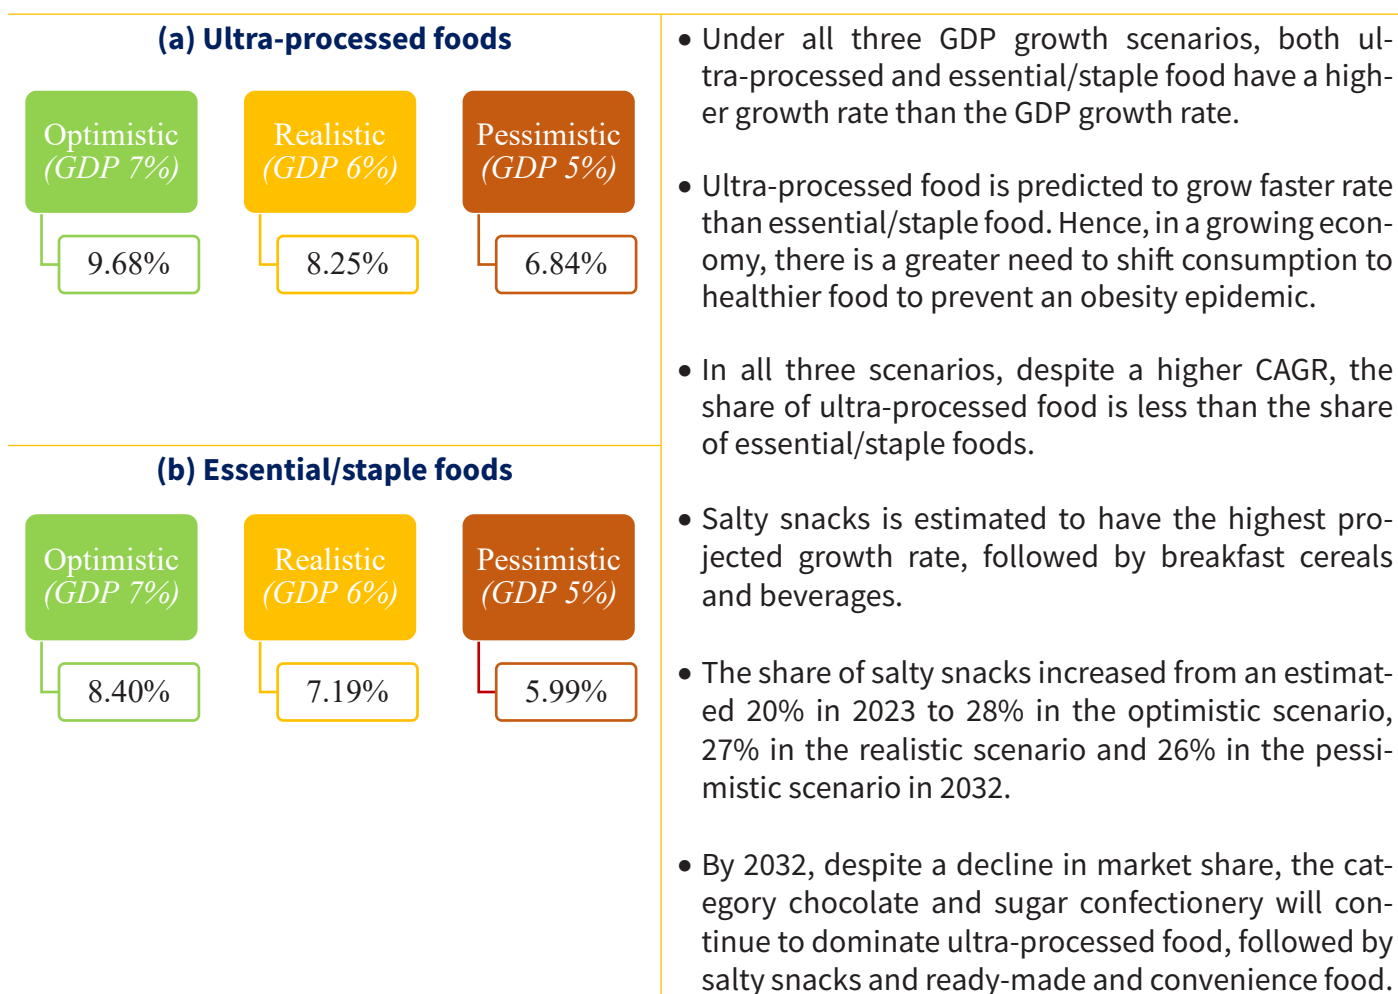 (a) Ultra-processed foods
Optimistic
(GDP 7%)
Realistic
(GDP 6%)
Pessimistic
(GDP 5%)
9.68%
8.25%
6.84%
(b) Essential/staple foods
Optimistic
(GDP 7%)
Realistic
(GDP 6%)
Pessimistic
(GDP 5%)
8.40%
7.19%
5.99%
• Under all three GDP growth scenarios, both ul-
tra-processed and essential/staple food have a high-
er growth rate than the GDP growth rate.
• Ultra-processed food is predicted to grow faster rate
than essential/staple food. Hence, in a growing econ-
omy, there is a greater need to shift consumption to
healthier food to prevent an obesity epidemic.
• In all three scenarios, despite a higher CAGR, the
share of ultra-processed food is less than the share
of essential/staple foods.
• Salty snacks is estimated to have the highest pro-
jected growth rate, followed by breakfast cereals
and beverages.
• The share of salty snacks increased from an estimat-
ed 20% in 2023 to 28% in the optimistic scenario,
27% in the realistic scenario and 26% in the pessi-
mistic scenario in 2032.
• By 2032, despite a decline in market share, the cat-
egory chocolate and sugar confectionery will con-
tinue to dominate ultra-processed food, followed by
salty snacks and ready-made and convenience food.